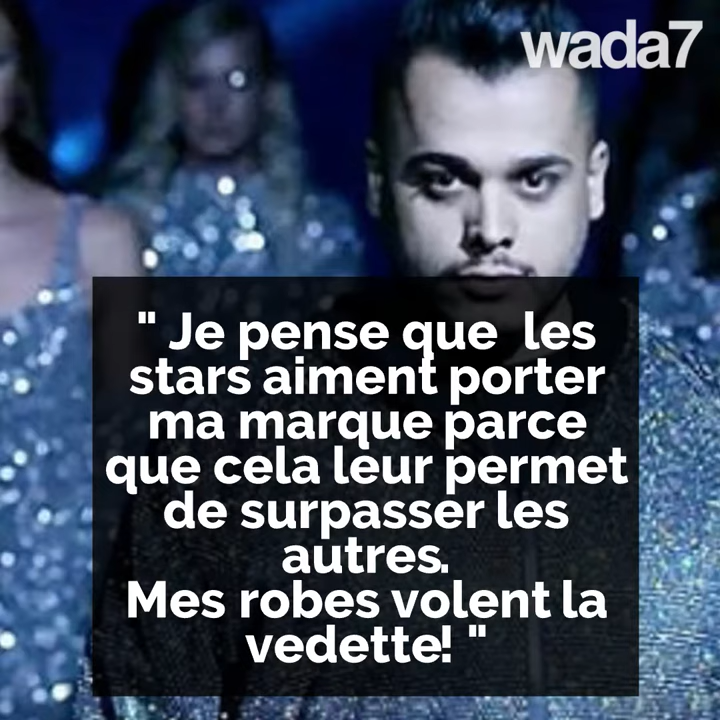 wada7
" Je pense que les
stars aiment porter
ma marque parce
que cela leur permet
de surpasser les
autres.
Mes robes volent la
vedette! "